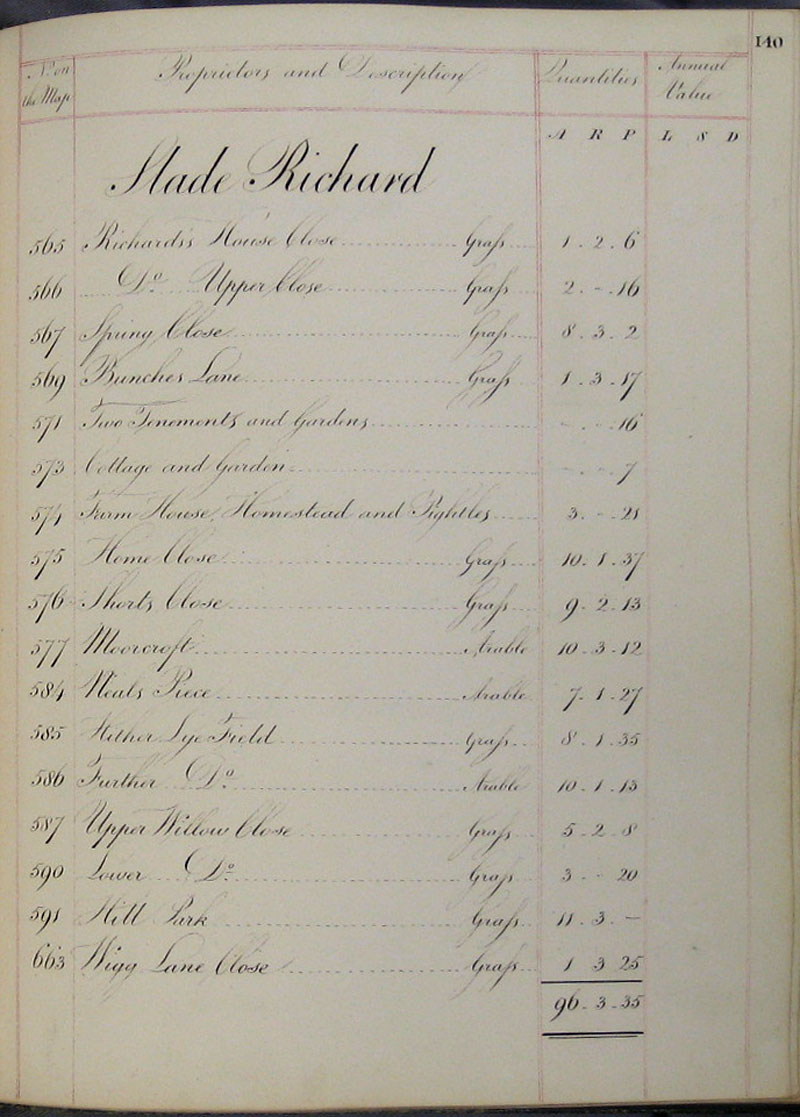 140
No. on the Map Proprietors and Description Quantities Annual Value
A R P L S D
Slade Richard
565 Richards's House Close Grass 1 . 2 . 6
566 Do. Upper Close Grass 2 . - . 16
567 Spring Close Grass 8 . 3 . 2
569 Bunches Lane Grass 1 . 3 . 17
571 Two Tenements and Gardens - . - . 16
573 Cottage and Garden - . - . 7
574 Farm House, Homestead and Pightles 3 . - . 21
575 Home Close Grass 10 . 1 . 37
576 Shorts Close Grass 9 . 2 . 13
577 Moorcroft Arable 10 . 3 . 12
584 Neals Piece Arable 7 . 1 . 27
585 Hither Lye Field Grass 8 . 1 . 35
586 Further Do. Arable 10 . 1 . 13
587 Upper Willow Close Grass 5 . 2 . 8
590 Lower Do. Grass 3 . - . 20
591 Hill Park Grass 11 . 3 . -
663 Wigg Lane Close Grass 1 3 25
96 . 3 . 35